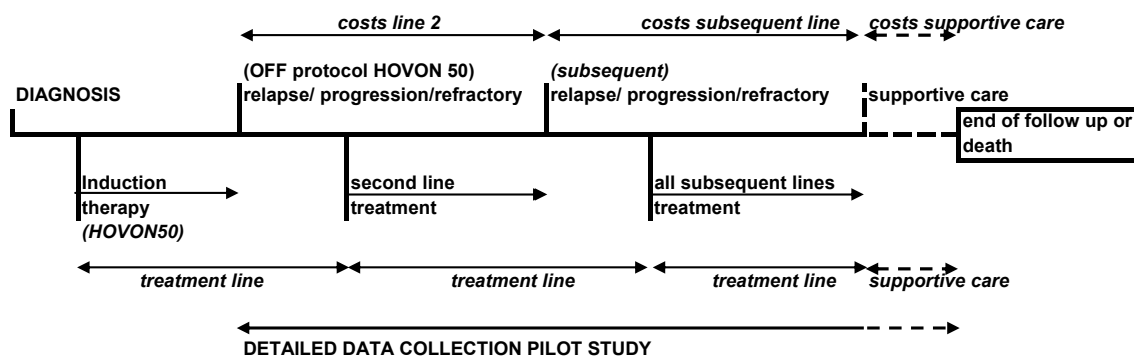 costs line 2
costs subsequent line
costs supportive care
(OFF protocol HOVON 50)
relapse/ progression/refractory
(subsequent)
relapse/ progression/refractory
DIAGNOSIS
supportive care
end of follow up or
death
Induction
therapy
(HOVON50)
second line
treatment
all subsequent lines
treatment
treatment line
treatment line
treatment line
supportive care
DETAILED DATA COLLECTION PILOT STUDY